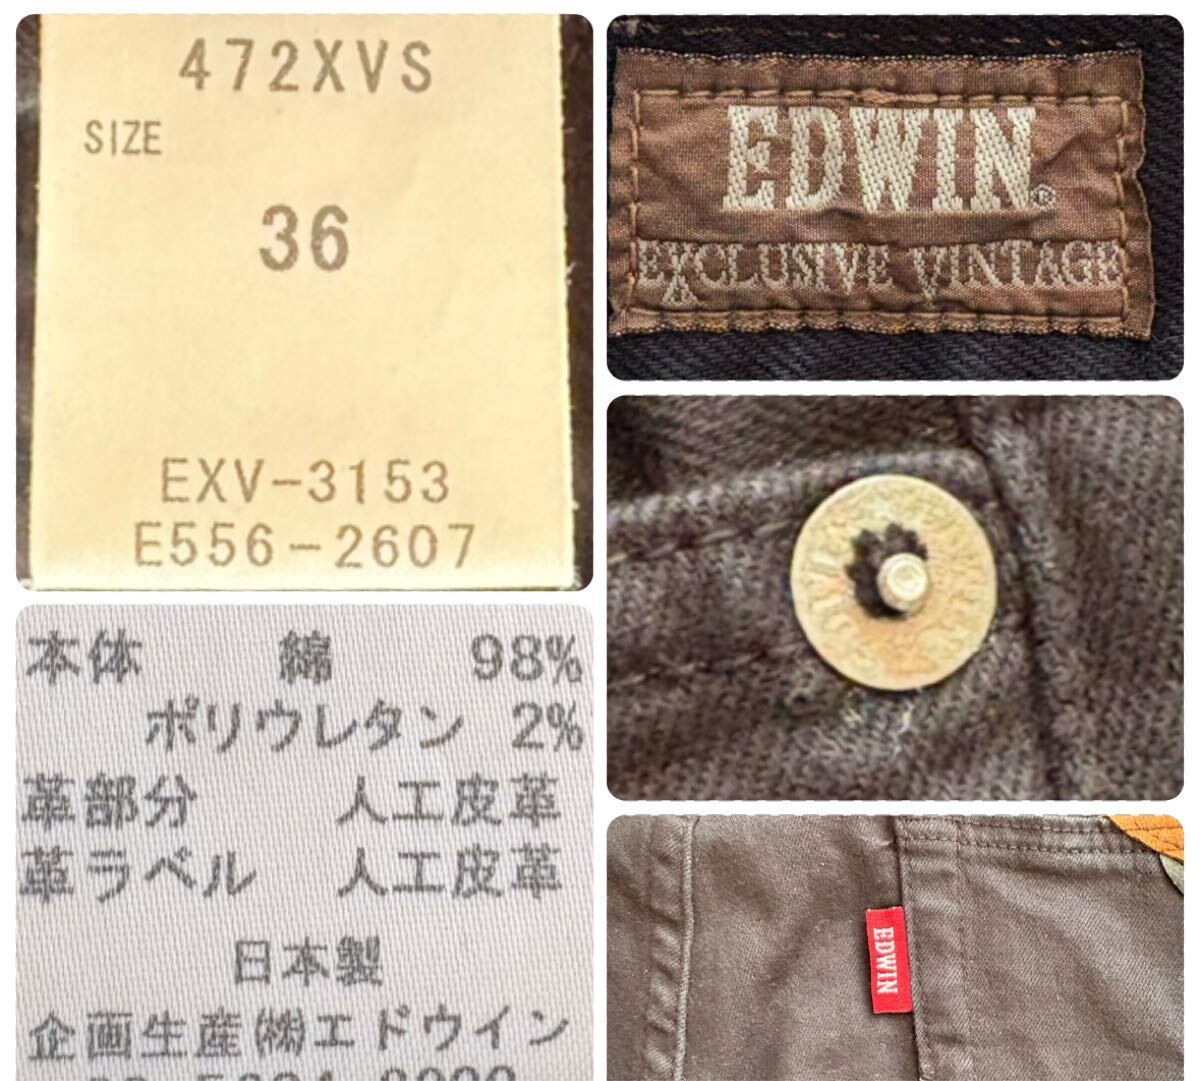 472XVS
SIZE
36
EXV-3153
E556-2607
EDWIN®
EXCLUSIVE VINTAGE
本体 綿 98%
ポリウレタン 2%
革部分 人工皮革
革ラベル 人工皮革
日本製
企画生産㈱エドウイン
EDWIN